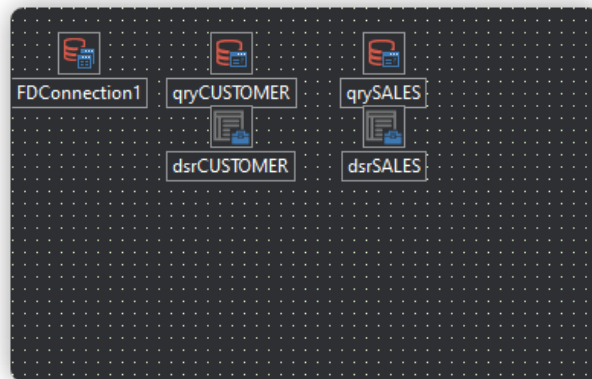 FDConnection1
qryCUSTOMER
qrySALES
dsrCUSTOMER
dsrSALES